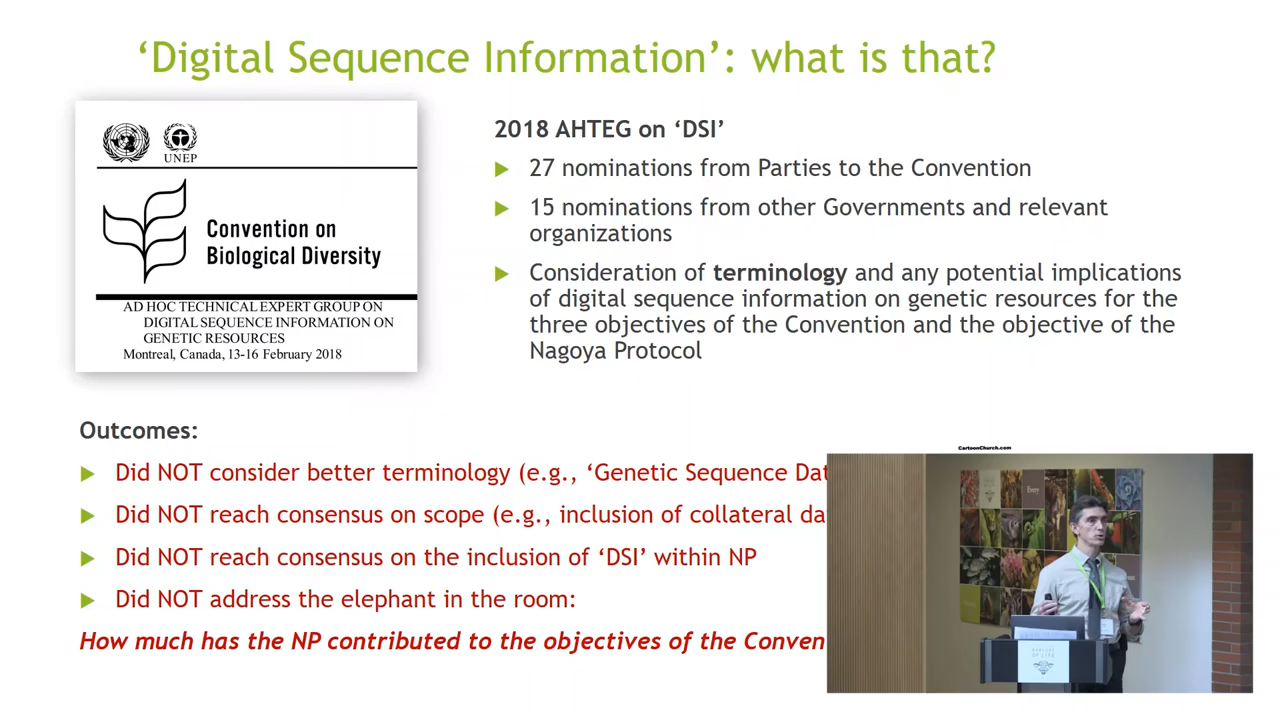 ‘Digital Sequence Information’: what is that?
UNEP
Convention on
Biological Diversity
AD HOC TECHNICAL EXPERT GROUP ON
DIGITAL SEQUENCE INFORMATION ON
GENETIC RESOURCES
Montreal, Canada, 13-16 February 2018
2018 AHTEG on ‘DSI’
27 nominations from Parties to the Convention
15 nominations from other Governments and relevant
organizations
Consideration of terminology and any potential implications
of digital sequence information on genetic resources for the
three objectives of the Convention and the objective of the
Nagoya Protocol
Outcomes:
Did NOT consider better terminology (e.g., ‘Genetic Sequence Dat
Did NOT reach consensus on scope (e.g., inclusion of collateral da
Did NOT reach consensus on the inclusion of ‘DSI’ within NP
Did NOT address the elephant in the room:
How much has the NP contributed to the objectives of the Conven
CartoonChurch.com
Every